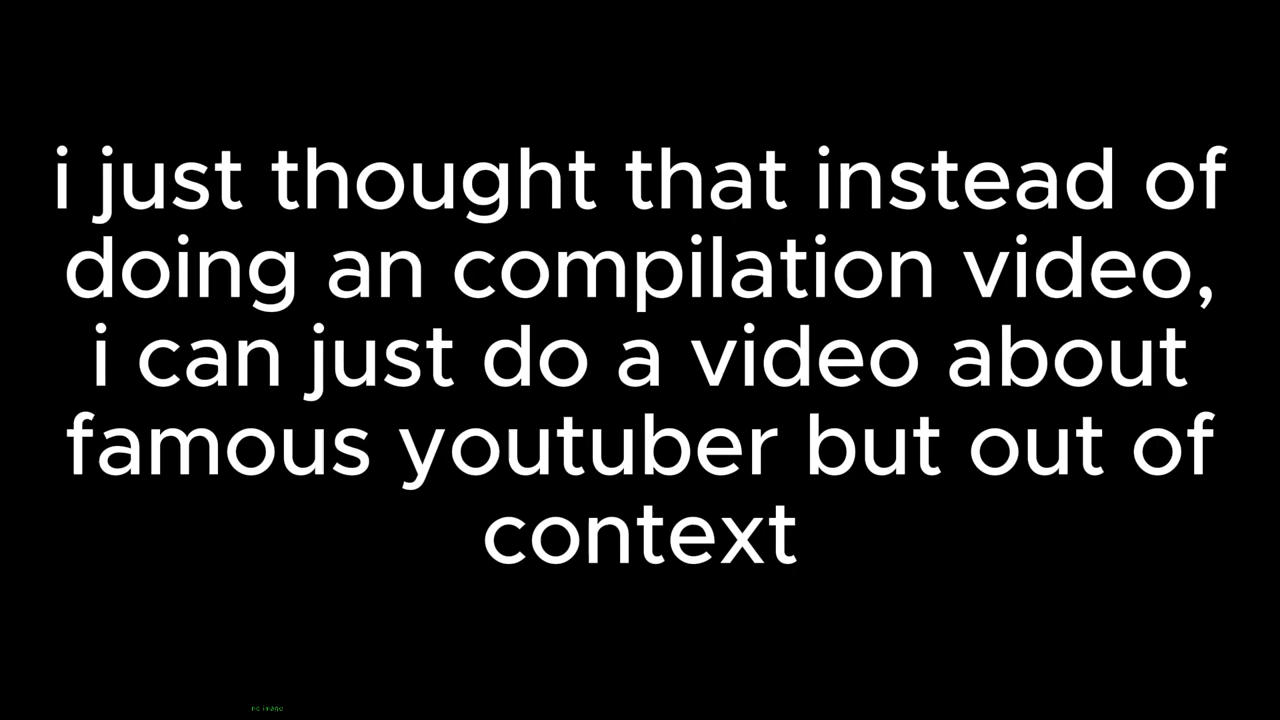 i just thought that instead of
doing an compilation video,
i can just do a video about
famous youtuber but out of
context